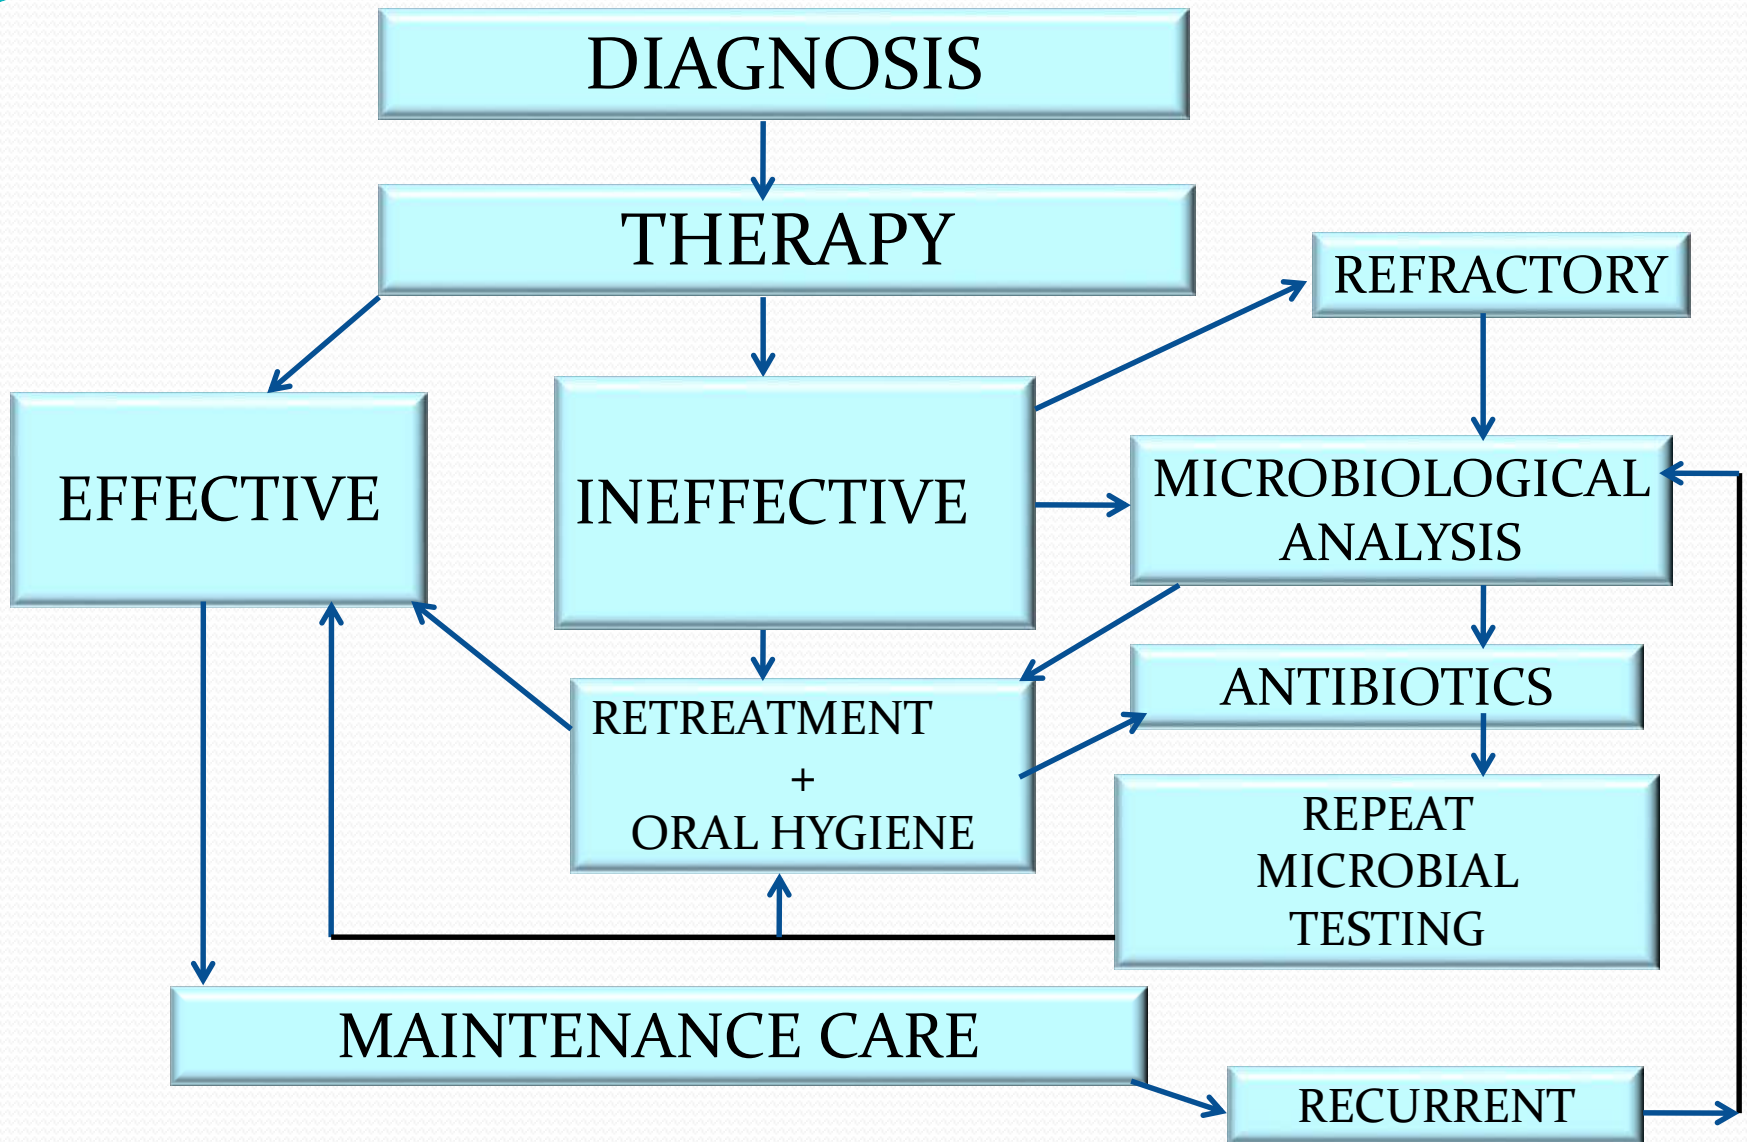 DIAGNOSIS
THERAPY
REFRACTORY
EFFECTIVE
INEFFECTIVE
MICROBIOLOGICAL
ANALYSIS
RETREATMENT
+
ORAL HYGIENE
ANTIBIOTICS
REPEAT
MICROBIAL
TESTING
MAINTENANCE CARE
RECURRENT